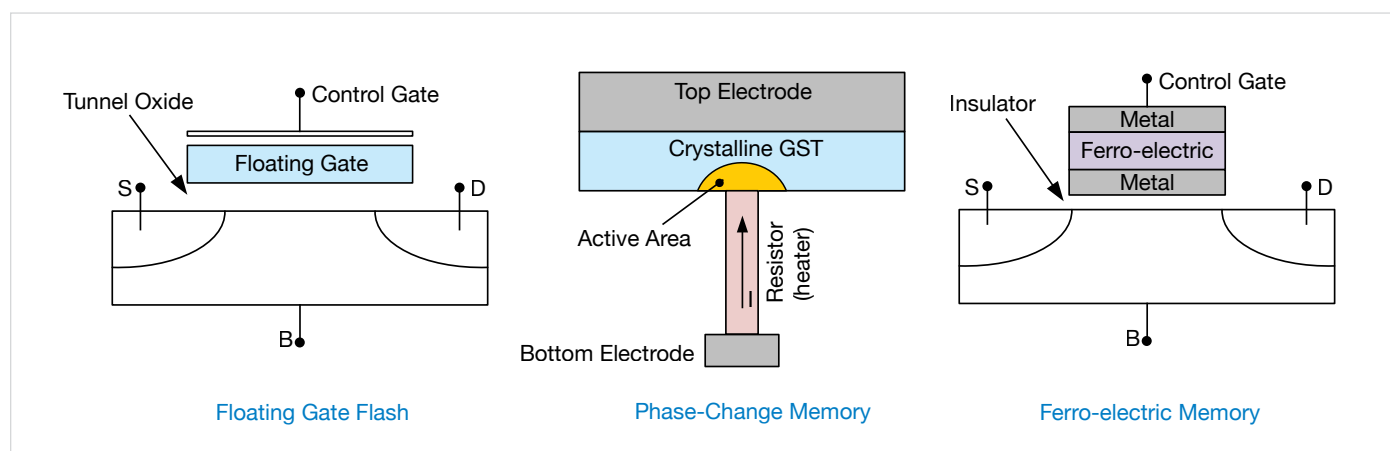 Tunnel Oxide
Control Gate
Floating Gate
S
D
B
Floating Gate Flash
Top Electrode
Crystalline GST
Active Area
I
Resistor
(heater)
Bottom Electrode
Phase-Change Memory
Insulator
Control Gate
Metal
Ferro-electric
Metal
S
D
B
Ferro-electric Memory